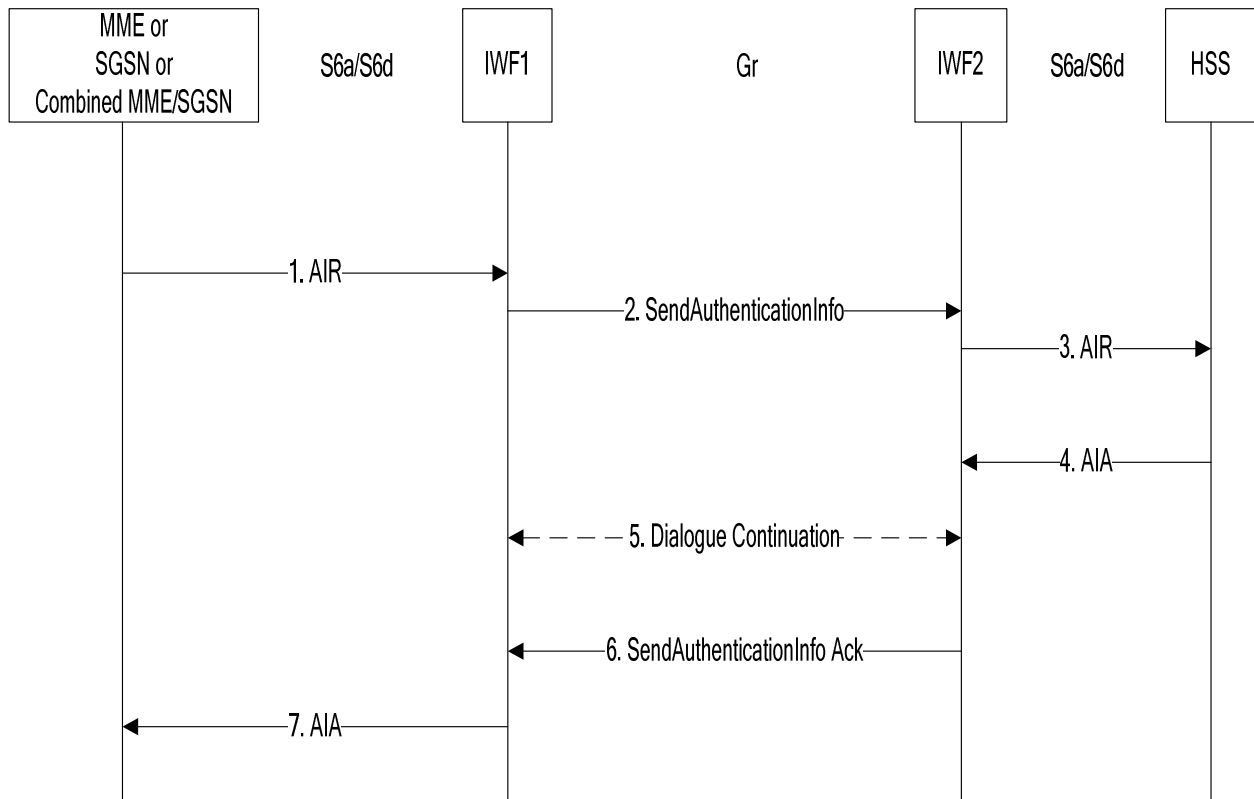 MME or
SGSN or
Combined MME/SGSN
S6a/S6d
IWF1
Gr
IWF2
S6a/S6d
HSS
1. AIR
2. SendAuthenticationInfo
3. AIR
4. AIA
5. Dialogue Continuation
6. SendAuthenticationInfo Ack
7. AIA